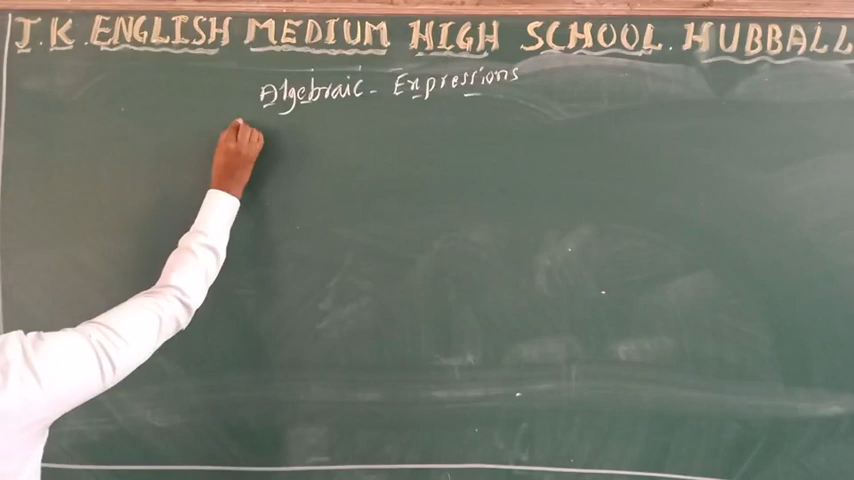 J.K ENGLISH MEDIUM HIGH SCHOOL. HUBBALL
Algebraic - Expressions